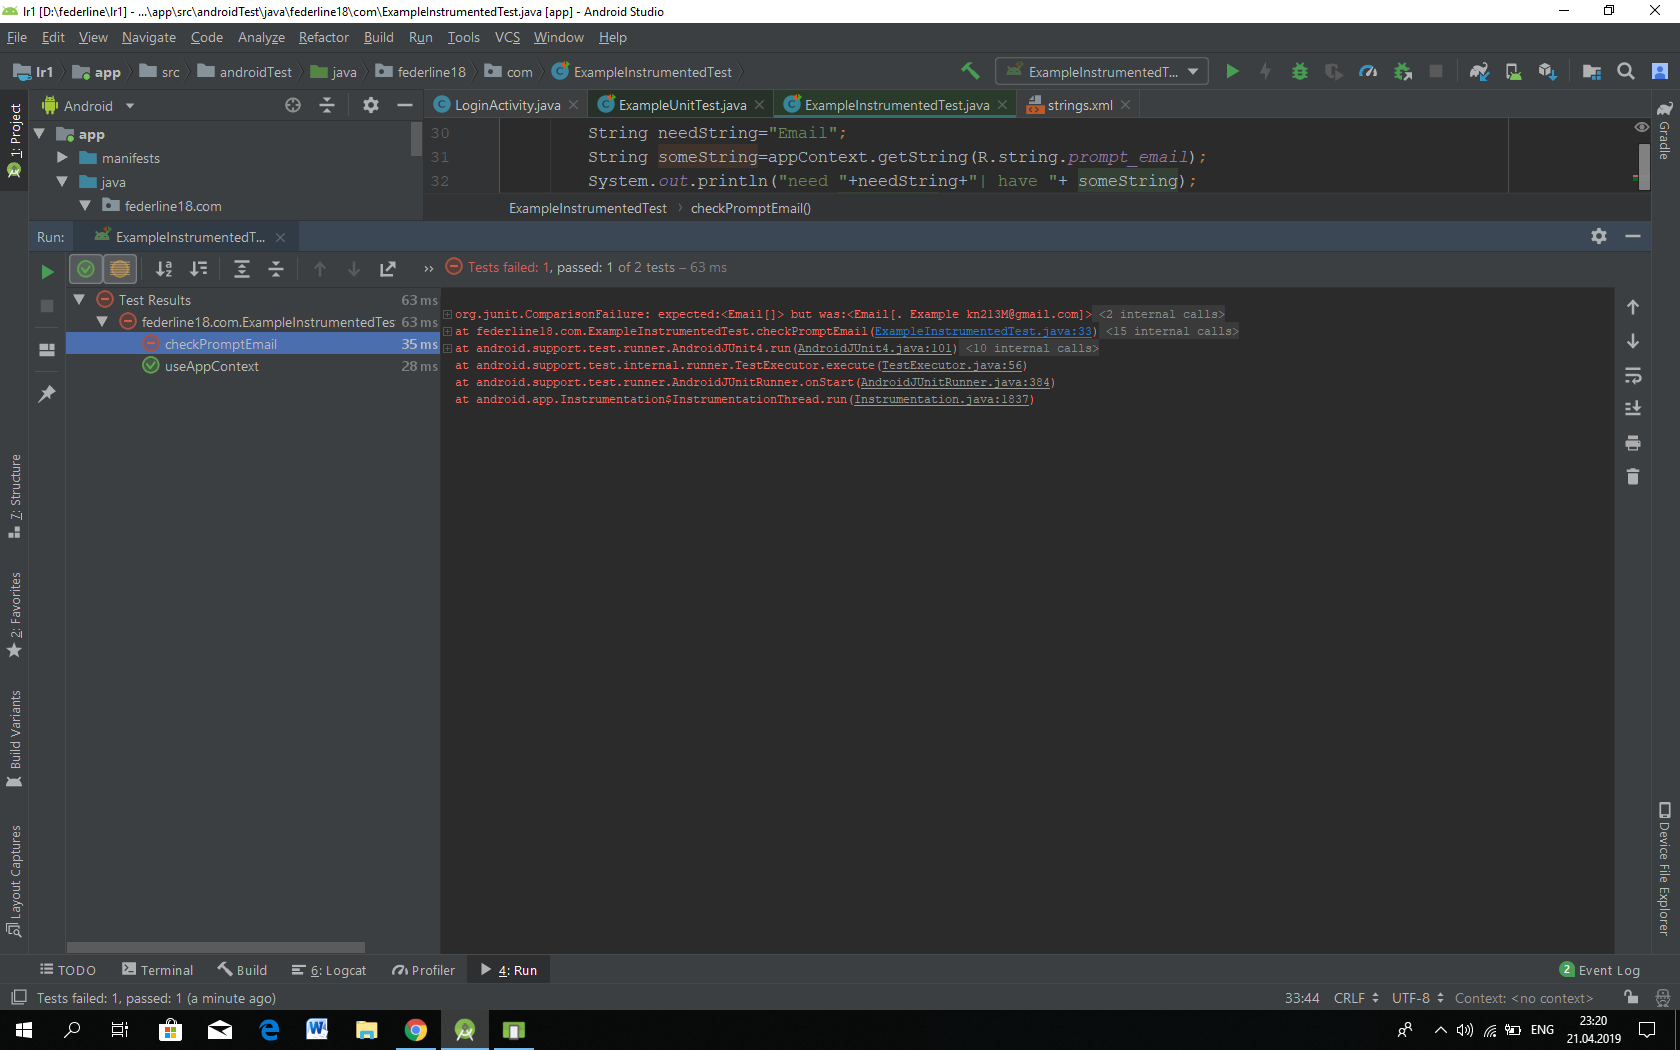 lr1 [D:\federline\lr1] - ...\app\src\androidTest\java\federline18\com\ExampleInstrumentedTest.java [app] - Android Studio
File Edit View Navigate Code Analyze Refactor Build Run Tools VCS Window Help
lr1 app src androidTest java federline18 com ExampleInstrumentedTest ExampleInstrumentedT...
1: Project
Android
LoginActivity.java ExampleUnitTest.java ExampleInstrumentedTest.java strings.xml
Gradle
app
manifests
java
federline18.com
30 String needString="Email";
31 String someString=appContext.getString(R.string.prompt_email);
32 System.out.println("need "+needString+"| have "+ someString);
ExampleInstrumentedTest › checkPromptEmail()
Run: ExampleInstrumentedT...
» Tests failed: 1, passed: 1 of 2 tests – 63 ms
Test Results 63 ms
federline18.com.ExampleInstrumentedTes 63 ms
checkPromptEmail 35 ms
useAppContext 28 ms
org.junit.ComparisonFailure: expected:<Email[]> but was:<Email[. Example kn213M@gmail.com]> <2 internal calls>
at federline18.com.ExampleInstrumentedTest.checkPromptEmail(ExampleInstrumentedTest.java:33) <15 internal calls>
at android.support.test.runner.AndroidJUnit4.run(AndroidJUnit4.java:101) <10 internal calls>
at android.support.test.internal.runner.TestExecutor.execute(TestExecutor.java:56)
at android.support.test.runner.AndroidJUnitRunner.onStart(AndroidJUnitRunner.java:384)
at android.app.Instrumentation$InstrumentationThread.run(Instrumentation.java:1837)
7: Structure
2: Favorites
Build Variants
Layout Captures
Device File Explorer
TODO Terminal Build 6: Logcat Profiler 4: Run 2 Event Log
Tests failed: 1, passed: 1 (a minute ago) 33:44 CRLF UTF-8 Context: <no context>
ENG 23:20
21.04.2019